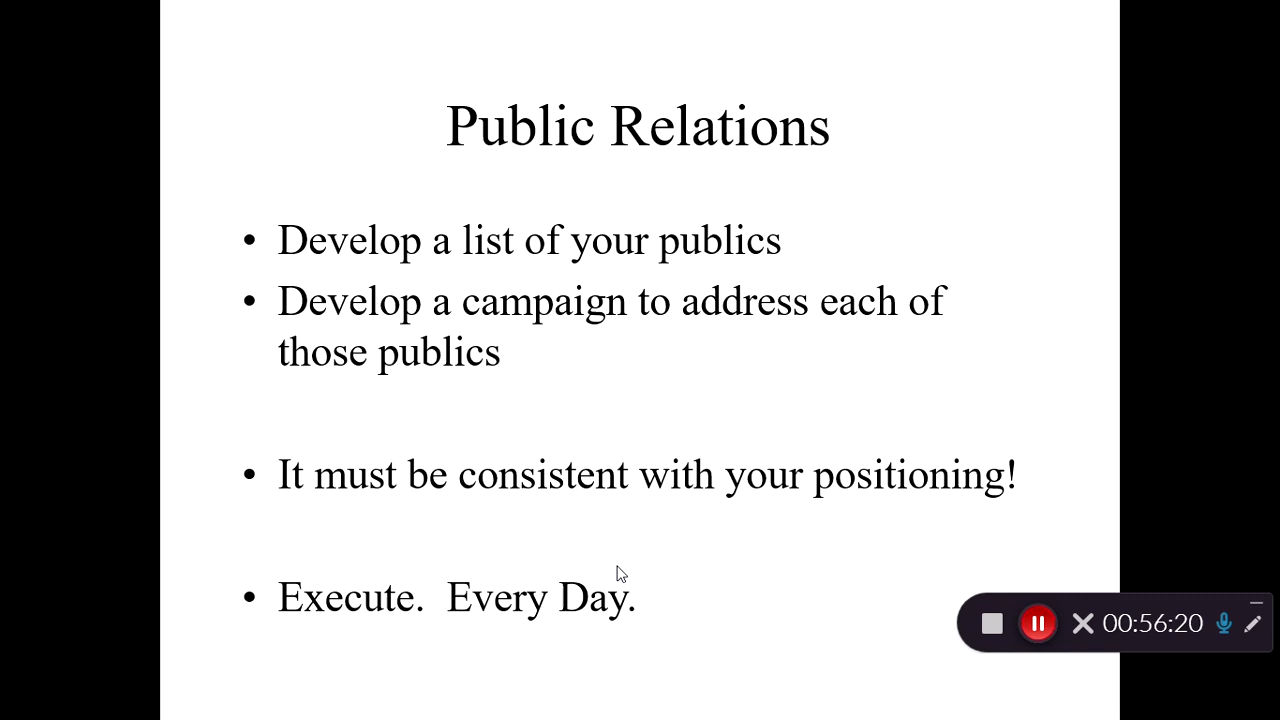 Public Relations
• Develop a list of your publics
• Develop a campaign to address each of
those publics
• It must be consistent with your positioning!
• Execute.  Every Day.
00:56:20